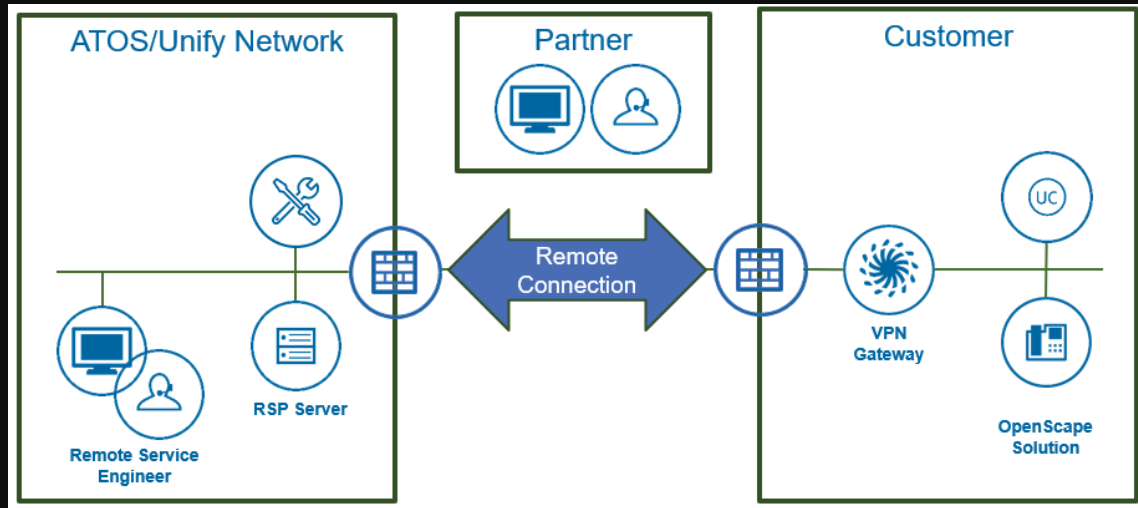 ATOS/Unify Network
Partner
Customer
UC
Remote
Connection
VPN
Gateway
RSP Server
Remote Service
Engineer
OpenScape
Solution